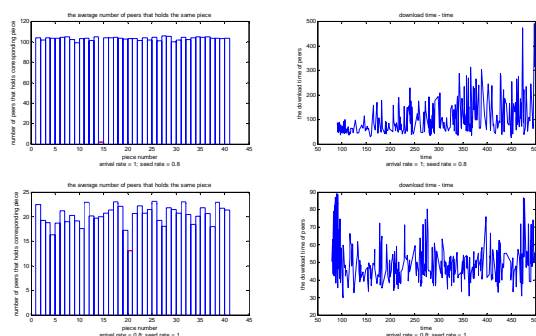 the average number of peers that holds the same piece
number of peers that holds corresponding piece
120
100
80
60
40
20
0
0 5 10 15 20 25 30 35 40 45
piece number
arrival rate = 1; seed rate = 0.8
download time - time
the download time of peers
500
400
300
200
100
0
50 100 150 200 250 300 350 400 450 500
time
arrival rate = 1; seed rate = 0.8
the average number of peers that holds the same piece
number of peers that holds corresponding piece
25
20
15
10
5
0
0 5 10 15 20 25 30 35 40 45
piece number
arrival rate = 0.8; seed rate = 1
download time - time
the download time of peers
90
80
70
60
50
40
30
20
50 100 150 200 250 300 350 400 450 500
time
arrival rate = 0.8; seed rate = 1